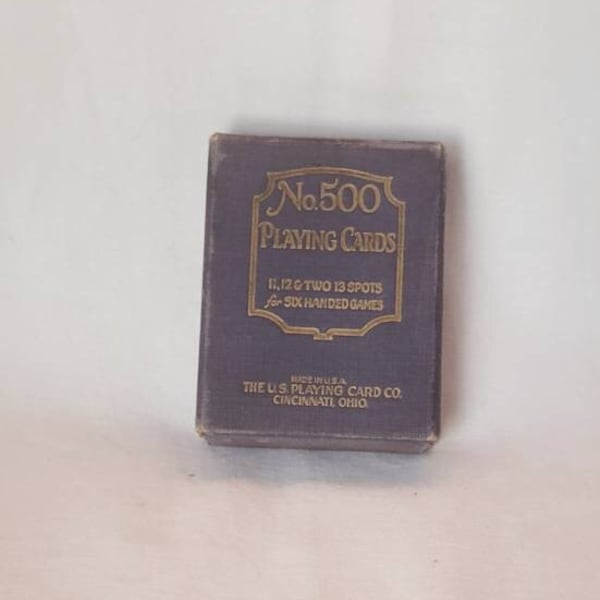 No. 500
PLAYING CARDS
11, 12 & TWO 13 SPOTS
for SIX HANDED GAMES
MADE IN U.S.A.
THE U.S. PLAYING CARD CO.
CINCINNATI, OHIO.